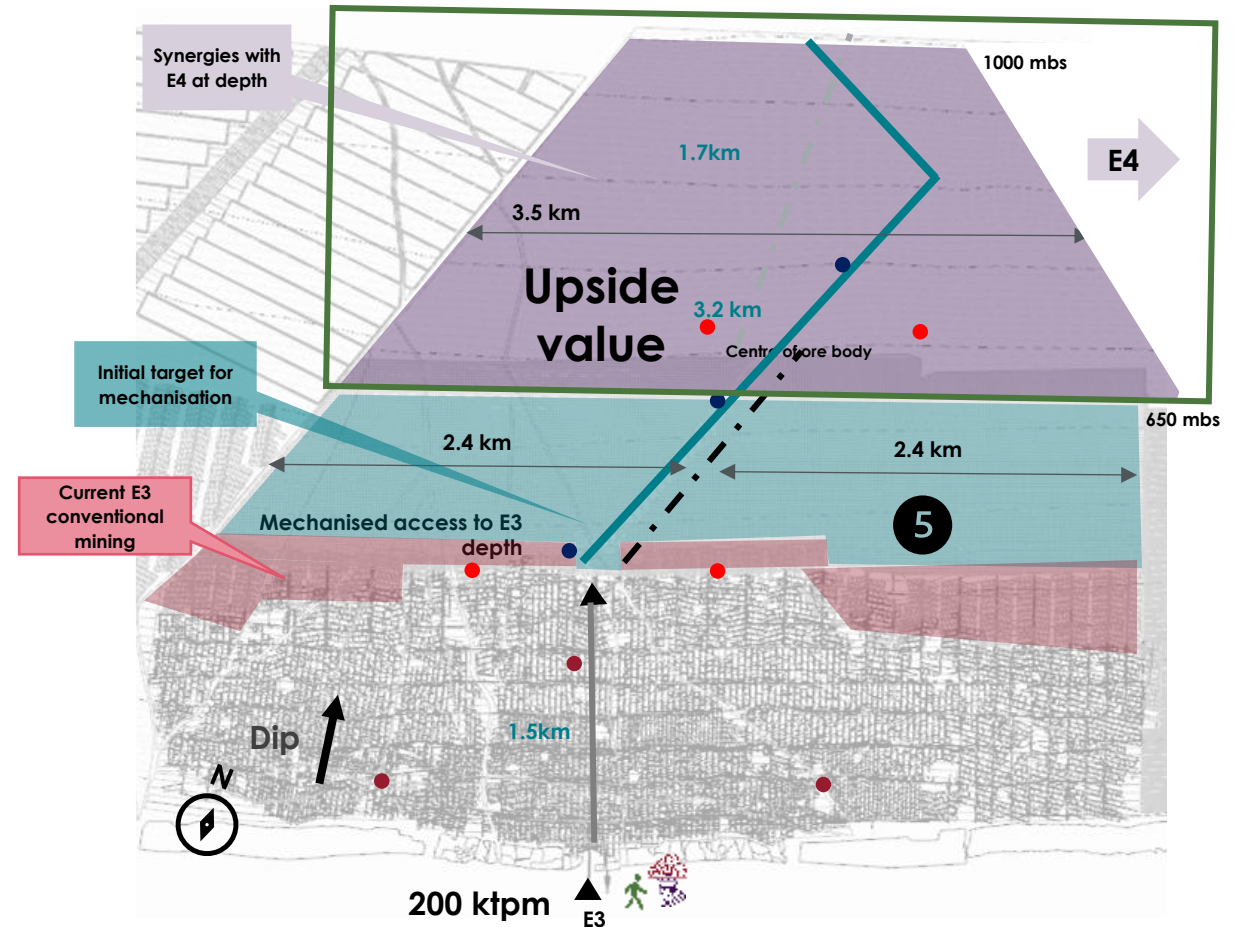 Synergies with
E4 at depth
1000 mbs
E4
1.7km
3.5 km
Upside
value
3.2 km
Centre of ore body
Initial target for
mechanisation
650 mbs
2.4 km
2.4 km
Current E3
conventional
mining
Mechanised access to E3
depth
5
1.5km
Dip
N
200 ktpm
E3